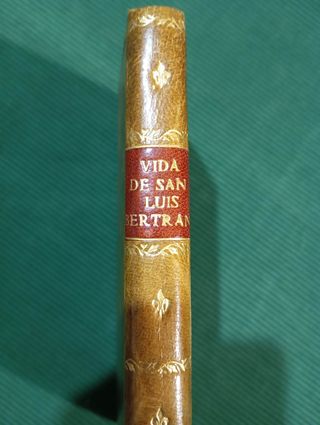 VIDA
DE SAN
LUIS
BERTRAN